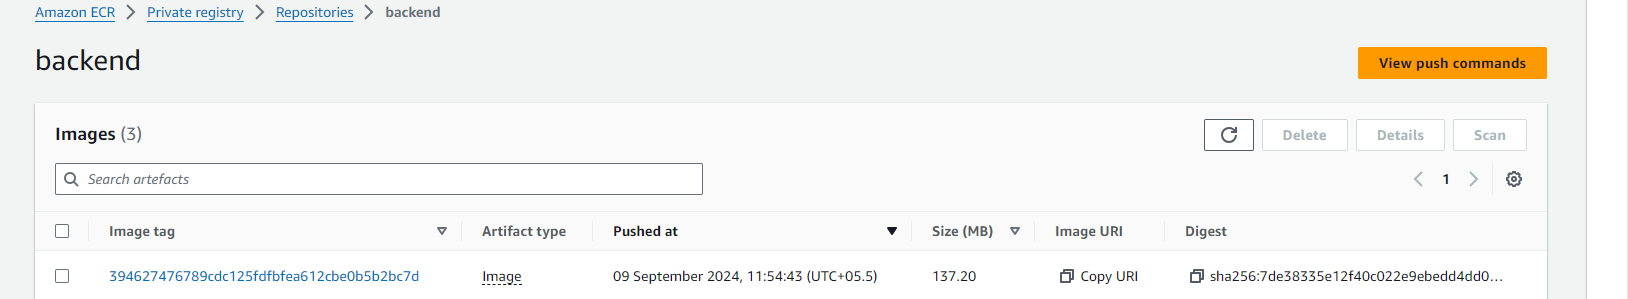 Amazon ECR > Private registry > Repositories > backend
backend
View push commands
Images (3)
Delete
Details
Scan
Search artefacts
1
Image tag Artifact type Pushed at Size (MB) Image URI Digest
394627476789cdc125fdfbfea612cbe0b5b2bc7d Image 09 September 2024, 11:54:43 (UTC+05.5) 137.20 Copy URI sha256:7de38335e12f40c022e9ebedd4dd0...